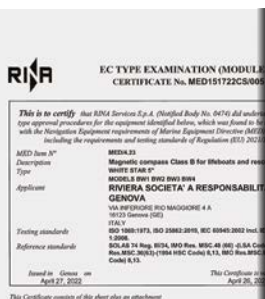 RINA
EC TYPE EXAMINATION (MODULE
CERTIFICATE No. MED151722CS/005
This is to certify that RINA Services S.p.A. (Notified Body No. 0474) did undertake
type approval procedures for the equipment identified below, which was found to be
with the Navigation Equipment requirements of Marine Equipment Directive (MED)
including the requirements and testing standards of Regulation (EU) 2021
MED Item N° MED/4.23
Description Magnetic compass Class B for lifeboats and resc
Type WHITE STAR 5"
MODELS BW1 BW2 BW3 BW4
Applicant RIVIERA SOCIETA' A RESPONSABILIT
GENOVA
VIA INFERIORE RIO MAGGIORE 4 A
16123 Genova (GE)
ITALY
Testing standards ISO 1069:1973, ISO 25862:2019, IEC 60945:2002 incl. I
1:2008.
Reference standards SOLAS 74 Reg. III/34, IMO Res. MSC.48 (66) -(LSA Co
Res.MSC.36(63)-(1994 HSC Code) 8,13, IMO Res.MSC.
Code) 8,13.
Issued in Genoa on
April 27, 2022
This Certificate is
April 26, 202
This Certificate consists of this sheet plus an attachment